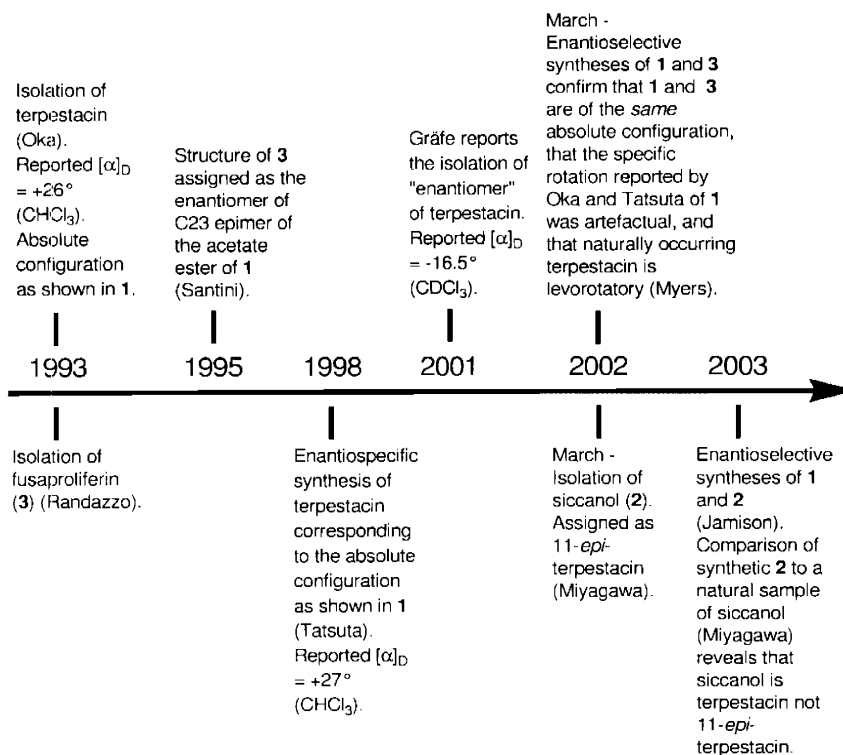 Isolation of
terpestacin
(Oka).
Reported [α]D
= +26°
(CHCl3).
Absolute
configuration
as shown in 1.
Structure of 3
assigned as the
enantiomer of
C23 epimer of
the acetate
ester of 1
(Santini).
Gräfe reports
the isolation of
"enantiomer"
of terpestacin.
Reported [α]D
= -16.5°
(CDCl3).
March -
Enantioselective
syntheses of 1 and 3
confirm that 1 and 3
are of the same
absolute configuration,
that the specific
rotation reported by
Oka and Tatsuta of 1
was artefactual, and
that naturally occurring
terpestacin is
levorotatory (Myers).
1993 1995 1998 2001 2002 2003
Isolation of
fusaproliferin
(3) (Randazzo).
Enantiospecific
synthesis of
terpestacin
corresponding
to the absolute
configuration
as shown in 1
(Tatsuta).
Reported [α]D
= +27°
(CHCl3).
March -
Isolation of
siccanol (2).
Assigned as
11-epi-
terpestacin
(Miyagawa).
Enantioselective
syntheses of 1
and 2
(Jamison).
Comparison of
synthetic 2 to a
natural sample
of siccanol
(Miyagawa)
reveals that
siccanol is
terpestacin not
11-epi-
terpestacin.